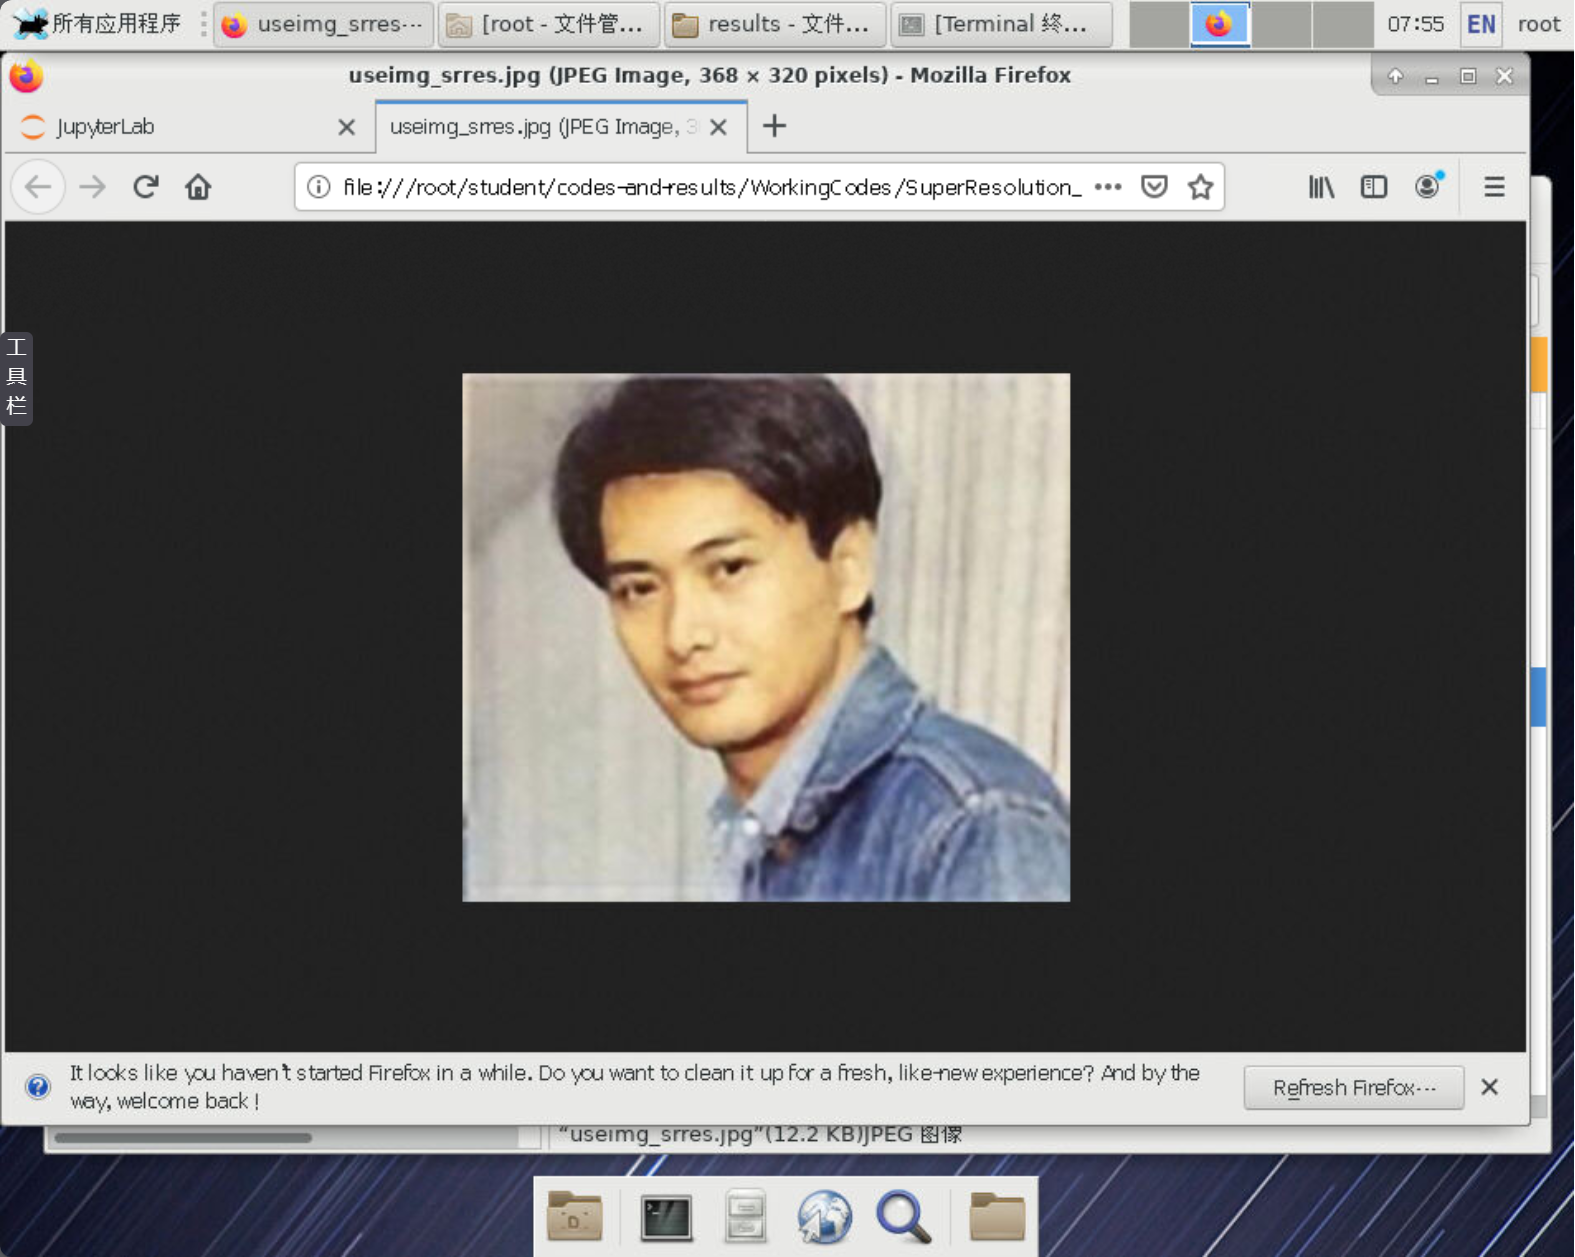 所有应用程序
useimg_srres···
[root - 文件管...
results - 文件...
[Terminal 终...
07:55
EN
root
useimg_srres.jpg (JPEG Image, 368 × 320 pixels) - Mozilla Firefox
JupyterLab
useimg_srres.jpg (JPEG Image, 3
file:///root/student/codes-and-results/WorkingCodes/SuperResolution_
工具栏
It looks like you haven't started Firefox in a while. Do you want to clean it up for a fresh, like-new experience? And by the
way, welcome back!
Refresh Firefox···
“useimg_srres.jpg”(12.2 KB)JPEG 图像